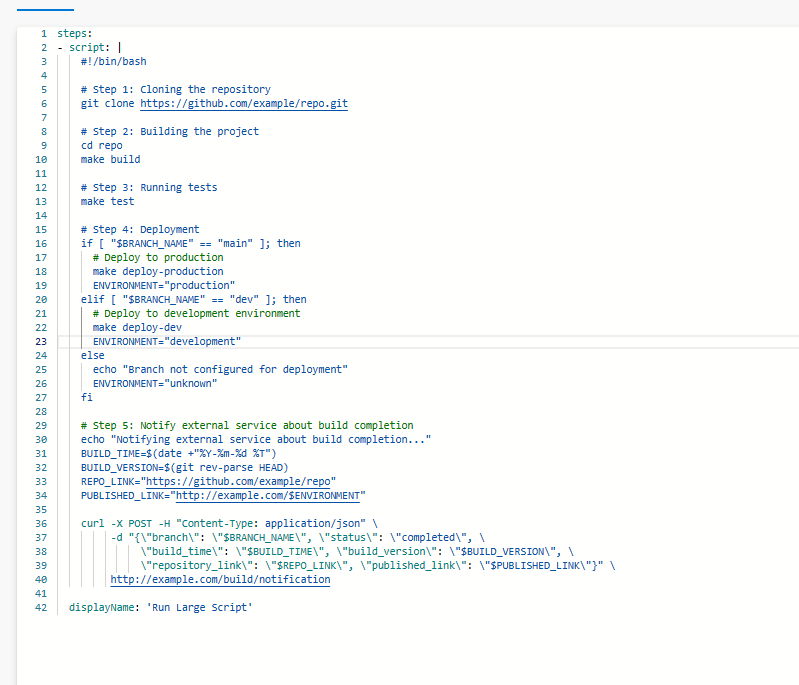 1 steps:
2 - script: |
3 #!/bin/bash
4
5 # Step 1: Cloning the repository
6 git clone https://github.com/example/repo.git
7
8 # Step 2: Building the project
9 cd repo
10 make build
11
12 # Step 3: Running tests
13 make test
14
15 # Step 4: Deployment
16 if [ "$BRANCH_NAME" == "main" ]; then
17 # Deploy to production
18 make deploy-production
19 ENVIRONMENT="production"
20 elif [ "$BRANCH_NAME" == "dev" ]; then
21 # Deploy to development environment
22 make deploy-dev
23 ENVIRONMENT="development"
24 else
25 echo "Branch not configured for deployment"
26 ENVIRONMENT="unknown"
27 fi
28
29 # Step 5: Notify external service about build completion
30 echo "Notifying external service about build completion..."
31 BUILD_TIME=$(date +"%Y-%m-%d %T")
32 BUILD_VERSION=$(git rev-parse HEAD)
33 REPO_LINK="https://github.com/example/repo"
34 PUBLISHED_LINK="http://example.com/$ENVIRONMENT"
35
36 curl -X POST -H "Content-Type: application/json" \
37 -d "{\"branch\": \"$BRANCH_NAME\", \"status\": \"completed\", \
38 \"build_time\": \"$BUILD_TIME\", \"build_version\": \"$BUILD_VERSION\", \
39 \"repository_link\": \"$REPO_LINK\", \"published_link\": \"$PUBLISHED_LINK\"}" \
40 http://example.com/build/notification
41
42 displayName: 'Run Large Script'